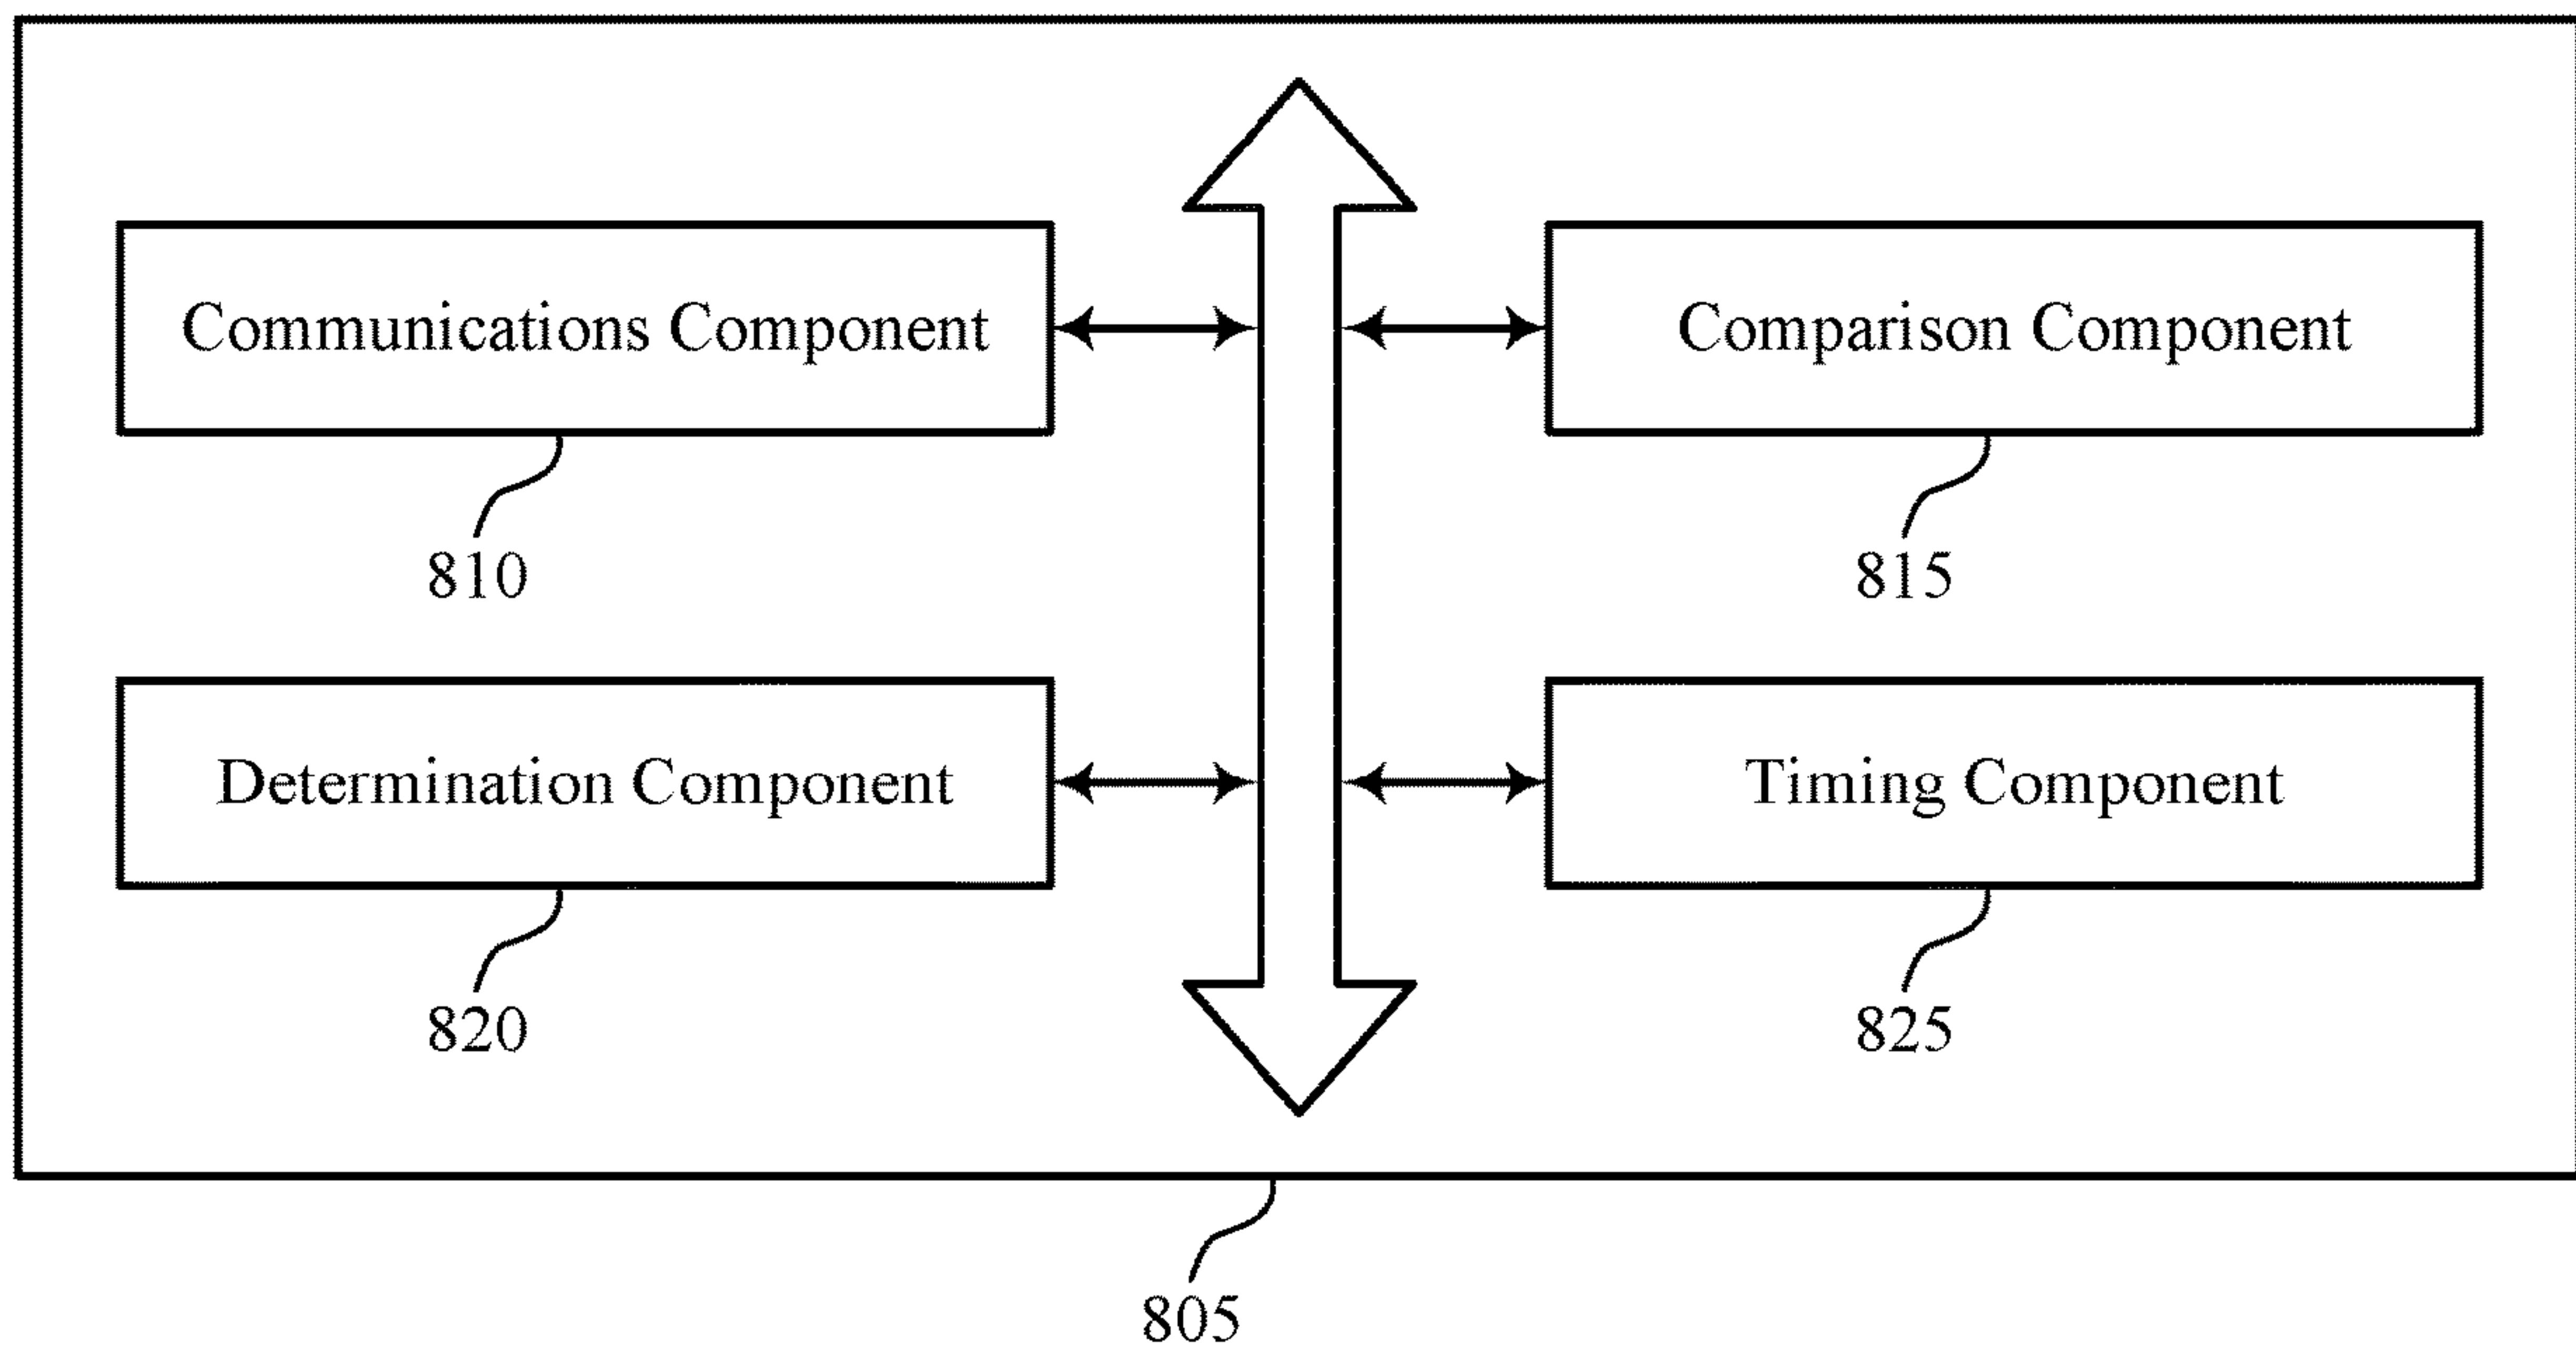 Communications Component
Comparison Component
810
815
Determination Component
Timing Component
820
825
805